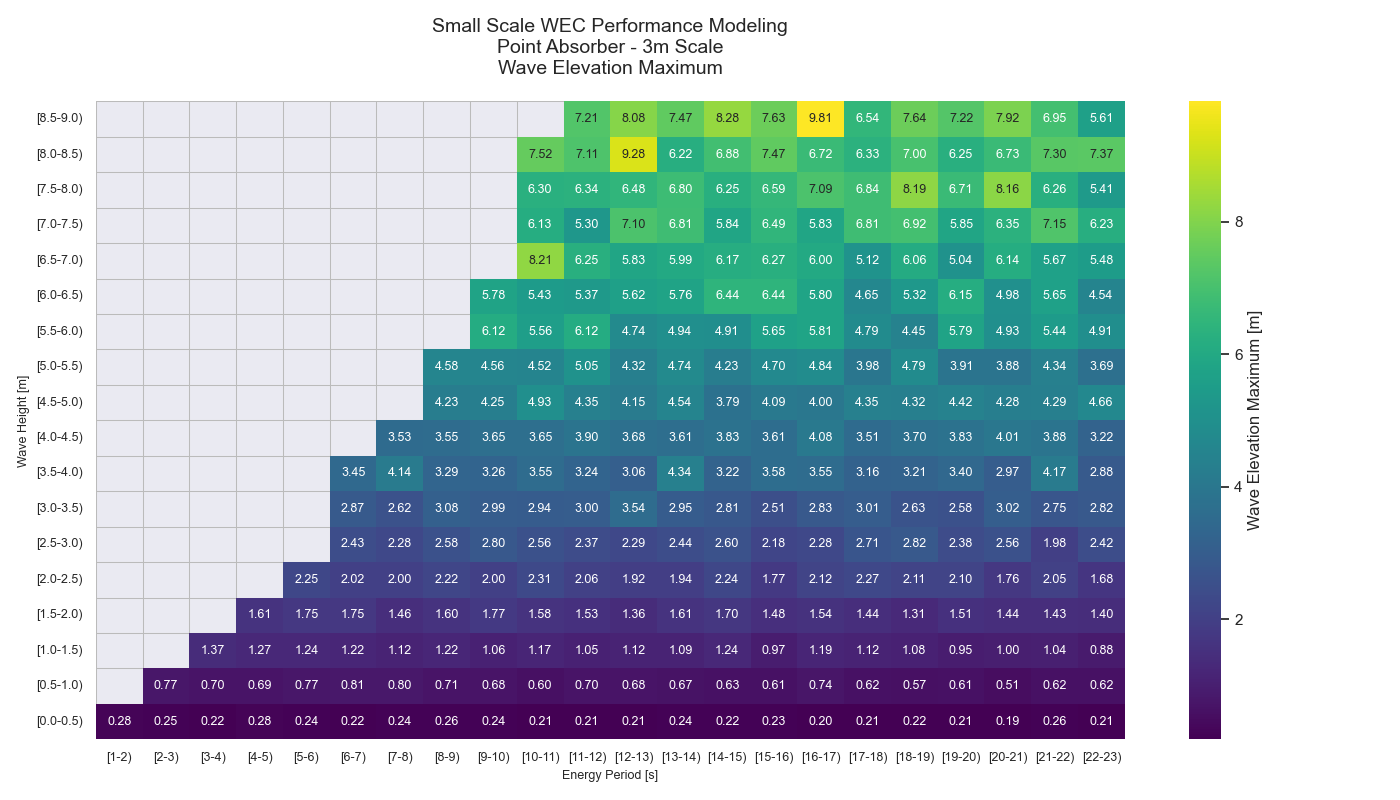 Small Scale WEC Performance Modeling
Point Absorber - 3m Scale
Wave Elevation Maximum
[8.5-9.0) 7.21 8.08 7.47 8.28 7.63 9.81 6.54 7.64 7.22 7.92 6.95 5.61
[8.0-8.5) 7.52 7.11 9.28 6.22 6.88 7.47 6.72 6.33 7.00 6.25 6.73 7.30 7.37
[7.5-8.0) 6.30 6.34 6.48 6.80 6.25 6.59 7.09 6.84 8.19 6.71 8.16 6.26 5.41
[7.0-7.5) 6.13 5.30 7.10 6.81 5.84 6.49 5.83 6.81 6.92 5.85 6.35 7.15 6.23
[6.5-7.0) 8.21 6.25 5.83 5.99 6.17 6.27 6.00 5.12 6.06 5.04 6.14 5.67 5.48
[6.0-6.5) 5.78 5.43 5.37 5.62 5.76 6.44 6.44 5.80 4.65 5.32 6.15 4.98 5.65 4.54
[5.5-6.0) 6.12 5.56 6.12 4.74 4.94 4.91 5.65 5.81 4.79 4.45 5.79 4.93 5.44 4.91
[5.0-5.5) 4.58 4.56 4.52 5.05 4.32 4.74 4.23 4.70 4.84 3.98 4.79 3.91 3.88 4.34 3.69
[4.5-5.0) 4.23 4.25 4.93 4.35 4.15 4.54 3.79 4.09 4.00 4.35 4.32 4.42 4.28 4.29 4.66
[4.0-4.5) 3.53 3.55 3.65 3.65 3.90 3.68 3.61 3.83 3.61 4.08 3.51 3.70 3.83 4.01 3.88 3.22
[3.5-4.0) 3.45 4.14 3.29 3.26 3.55 3.24 3.06 4.34 3.22 3.58 3.55 3.16 3.21 3.40 2.97 4.17 2.88
[3.0-3.5) 2.87 2.62 3.08 2.99 2.94 3.00 3.54 2.95 2.81 2.51 2.83 3.01 2.63 2.58 3.02 2.75 2.82
[2.5-3.0) 2.43 2.28 2.58 2.80 2.56 2.37 2.29 2.44 2.60 2.18 2.28 2.71 2.82 2.38 2.56 1.98 2.42
[2.0-2.5) 2.25 2.02 2.00 2.22 2.00 2.31 2.06 1.92 1.94 2.24 1.77 2.12 2.27 2.11 2.10 1.76 2.05 1.68
[1.5-2.0) 1.61 1.75 1.75 1.46 1.60 1.77 1.58 1.53 1.36 1.61 1.70 1.48 1.54 1.44 1.31 1.51 1.44 1.43 1.40
[1.0-1.5) 1.37 1.27 1.24 1.22 1.12 1.22 1.06 1.17 1.05 1.12 1.09 1.24 0.97 1.19 1.12 1.08 0.95 1.00 1.04 0.88
[0.5-1.0) 0.77 0.70 0.69 0.77 0.81 0.80 0.71 0.68 0.60 0.70 0.68 0.67 0.63 0.61 0.74 0.62 0.57 0.61 0.51 0.62 0.62
[0.0-0.5) 0.28 0.25 0.22 0.28 0.24 0.22 0.24 0.26 0.24 0.21 0.21 0.21 0.24 0.22 0.23 0.20 0.21 0.22 0.21 0.19 0.26 0.21
[1-2) [2-3) [3-4) [4-5) [5-6) [6-7) [7-8) [8-9) [9-10) [10-11) [11-12) [12-13) [13-14) [14-15) [15-16) [16-17) [17-18) [18-19) [19-20) [20-21) [21-22) [22-23)
Energy Period [s]
Wave Height [m]
8
6
4
2
Wave Elevation Maximum [m]